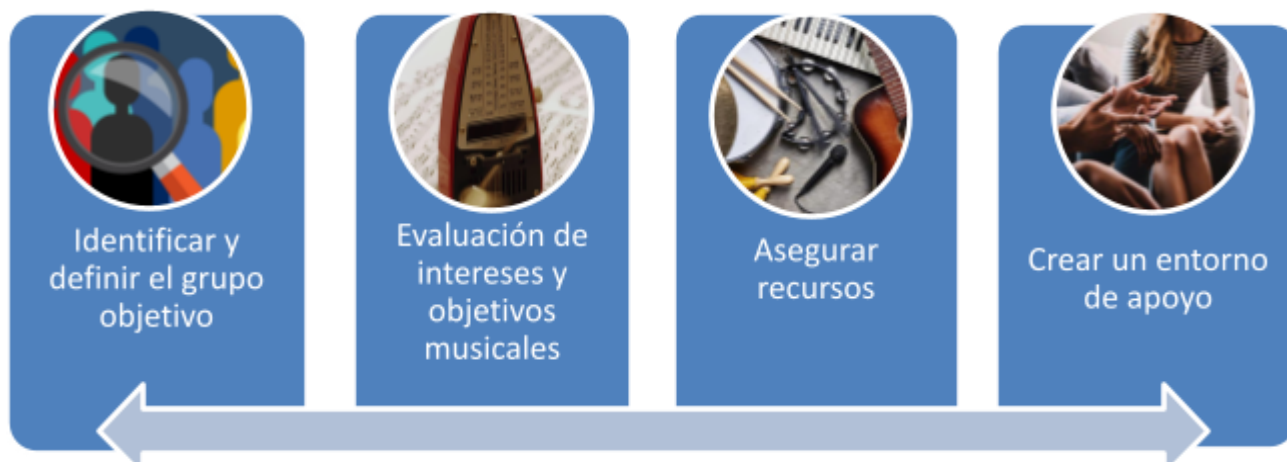 Identificar y
definir el grupo
objetivo
Evaluación de
intereses y
objetivos
musicales
Asegurar
recursos
Crear un entorno
de apoyo